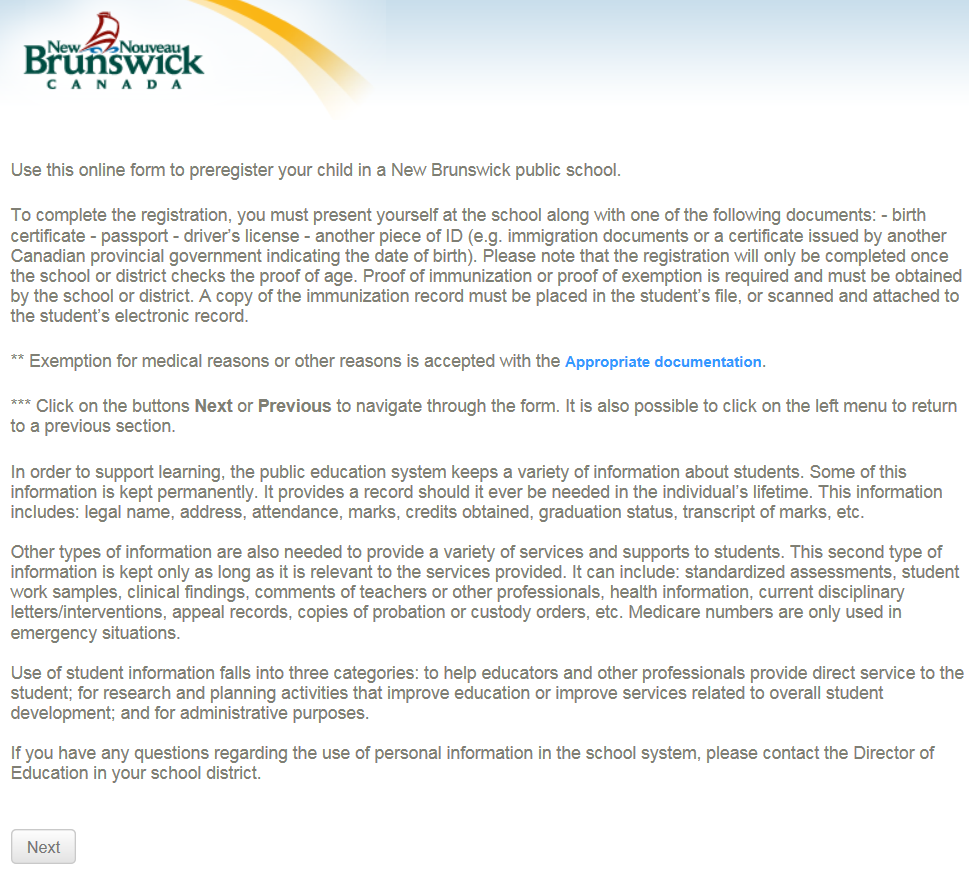 New Nouveau
Brunswick
CANADA
Use this online form to preregister your child in a New Brunswick public school.
To complete the registration, you must present yourself at the school along with one of the following documents: - birth
certificate - passport - driver's license - another piece of ID (e.g. immigration documents or a certificate issued by another
Canadian provincial government indicating the date of birth). Please note that the registration will only be completed once
the school or district checks the proof of age. Proof of immunization or proof of exemption is required and must be obtained
by the school or district. A copy of the immunization record must be placed in the student's file, or scanned and attached to
the student's electronic record.
** Exemption for medical reasons or other reasons is accepted with the Appropriate documentation.
*** Click on the buttons Next or Previous to navigate through the form. It is also possible to click on the left menu to return
to a previous section.
In order to support learning, the public education system keeps a variety of information about students. Some of this
information is kept permanently. It provides a record should it ever be needed in the individual's lifetime. This information
includes: legal name, address, attendance, marks, credits obtained, graduation status, transcript of marks, etc.
Other types of information are also needed to provide a variety of services and supports to students. This second type of
information is kept only as long as it is relevant to the services provided. It can include: standardized assessments, student
work samples, clinical findings, comments of teachers or other professionals, health information, current disciplinary
letters/interventions, appeal records, copies of probation or custody orders, etc. Medicare numbers are only used in
emergency situations.
Use of student information falls into three categories: to help educators and other professionals provide direct service to the
student; for research and planning activities that improve education or improve services related to overall student
development; and for administrative purposes.
If you have any questions regarding the use of personal information in the school system, please contact the Director of
Education in your school district.
Next